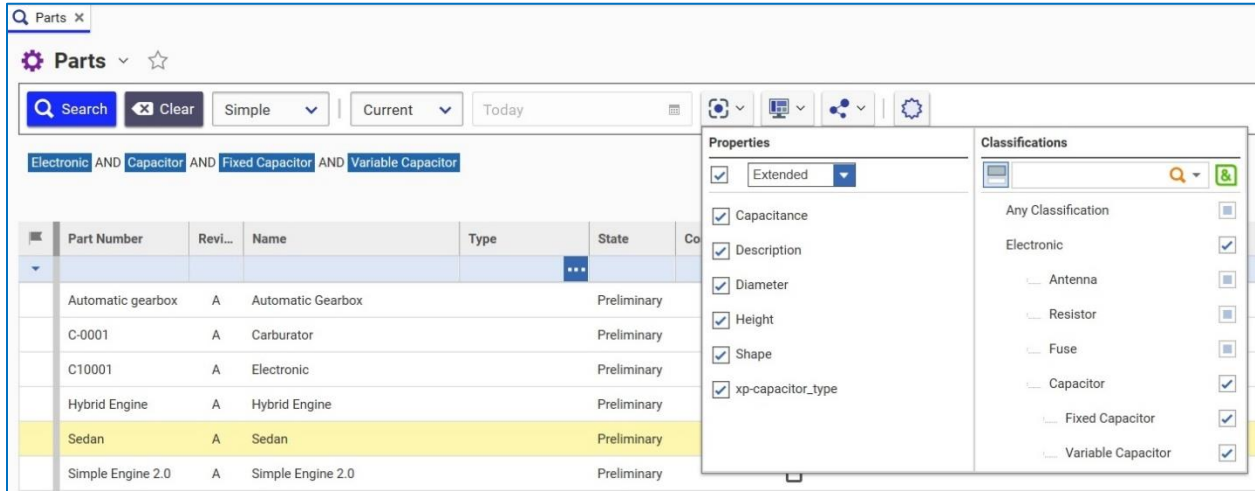 Parts
Parts
Search Clear Simple Current Today
Electronic AND Capacitor AND Fixed Capacitor AND Variable Capacitor
Properties
Extended
Capacitance
Description
Diameter
Height
Shape
xp-capacitor_type
Classifications
&
Any Classification
Electronic
Antenna
Resistor
Fuse
Capacitor
Fixed Capacitor
Variable Capacitor
Part Number Revi... Name Type State Co
...
Automatic gearbox A Automatic Gearbox Preliminary
C-0001 A Carburator Preliminary
C10001 A Electronic Preliminary
Hybrid Engine A Hybrid Engine Preliminary
Sedan A Sedan Preliminary
Simple Engine 2.0 A Simple Engine 2.0 Preliminary